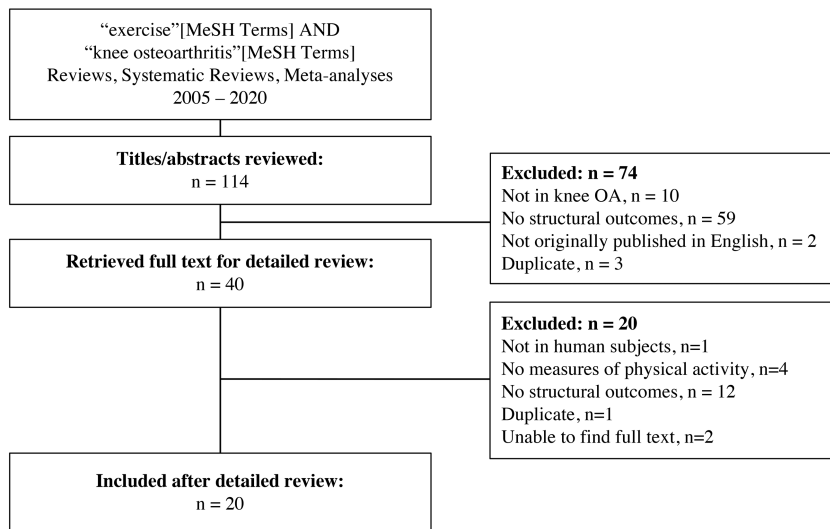 “exercise”[MeSH Terms] AND
“knee osteoarthritis”[MeSH Terms]
Reviews, Systematic Reviews, Meta-analyses
2005 – 2020
Titles/abstracts reviewed:
n = 114
Excluded: n = 74
Not in knee OA, n = 10
No structural outcomes, n = 59
Not originally published in English, n = 2
Duplicate, n = 3
Retrieved full text for detailed review:
n = 40
Excluded: n = 20
Not in human subjects, n=1
No measures of physical activity, n=4
No structural outcomes, n = 12
Duplicate, n=1
Unable to find full text, n=2
Included after detailed review:
n = 20